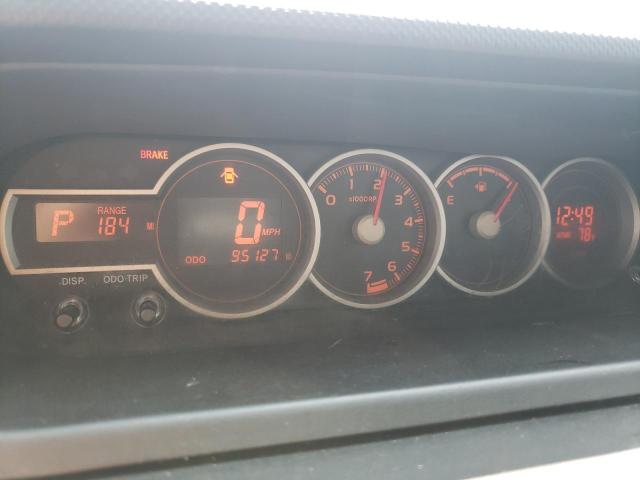 BRAKE
RANGE
P 184 MI
0 MPH
ODO 95127
DISP. ODO TRIP
0 1 2 3 4 5 6 7
x1000RP
E
12:49
78